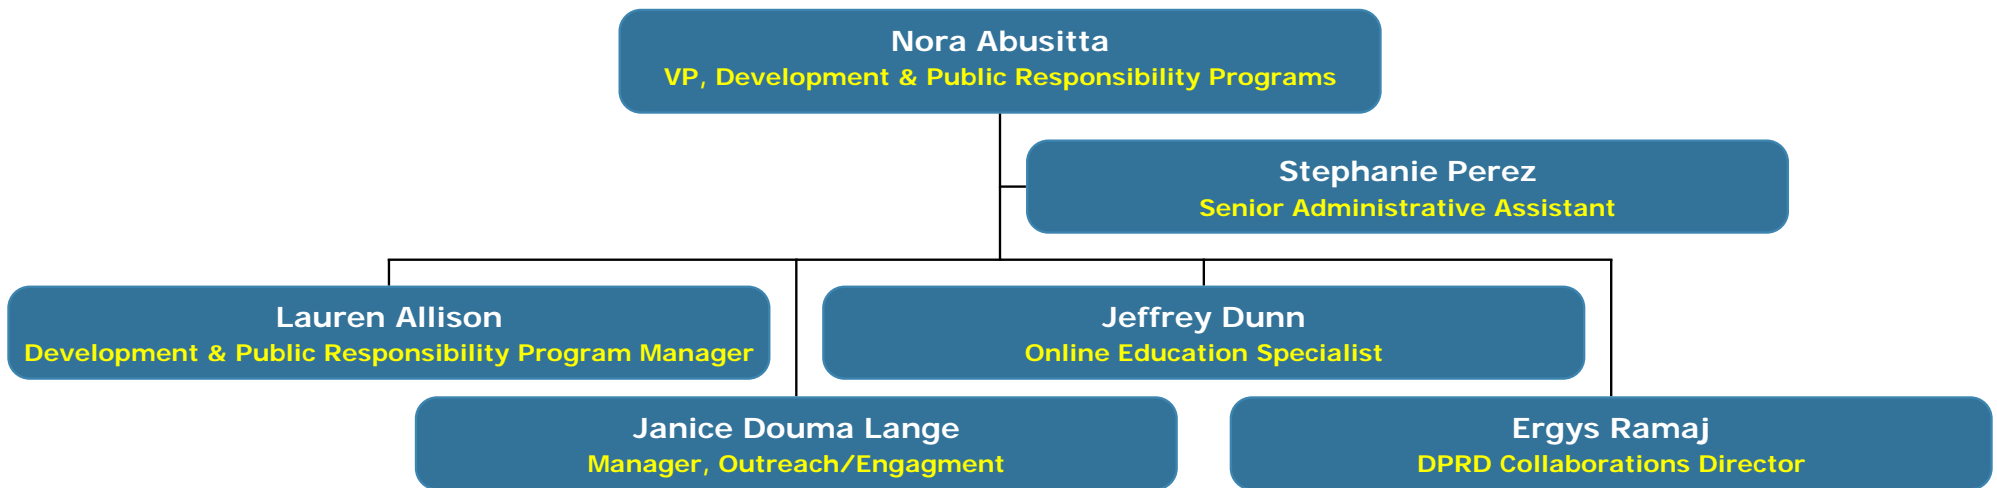 Nora Abusitta
VP, Development & Public Responsibility Programs
Stephanie Perez
Senior Administrative Assistant
Lauren Allison
Development & Public Responsibility Program Manager
Jeffrey Dunn
Online Education Specialist
Janice Douma Lange
Manager, Outreach/Engagment
Ergys Ramaj
DPRD Collaborations Director